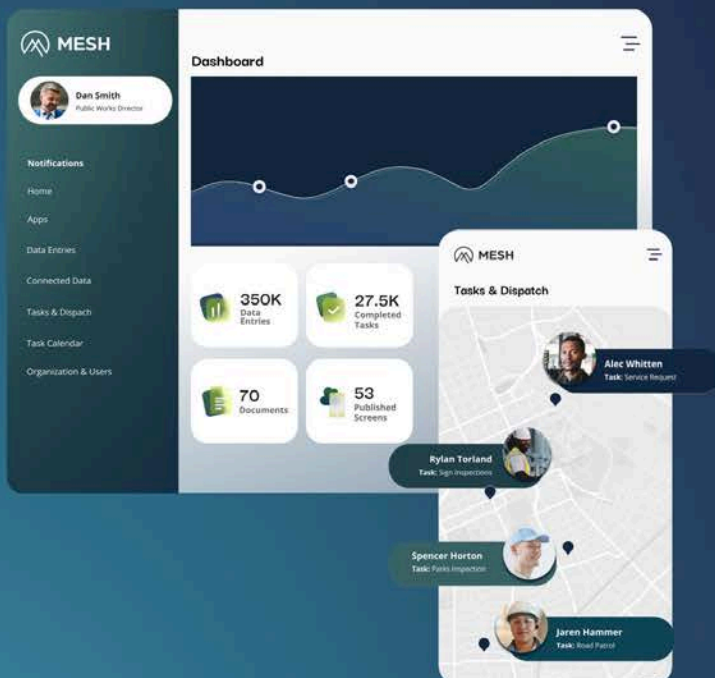 MESH
Dan Smith
Public Works Director
Notifications
Home
Apps
Data Entries
Connected Data
Tasks & Dispach
Task Calendar
Organization & Users
Dashboard
350K
Data
Entries
27.5K
Completed
Tasks
70
Documents
53
Published
Screens
MESH
Tasks & Dispatch
Alec Whitten
Task: Service Request
Rylan Torland
Task: Sign Inspections
Spencer Horton
Task: Parks Inspection
Jaren Hammer
Task: Road Patrol